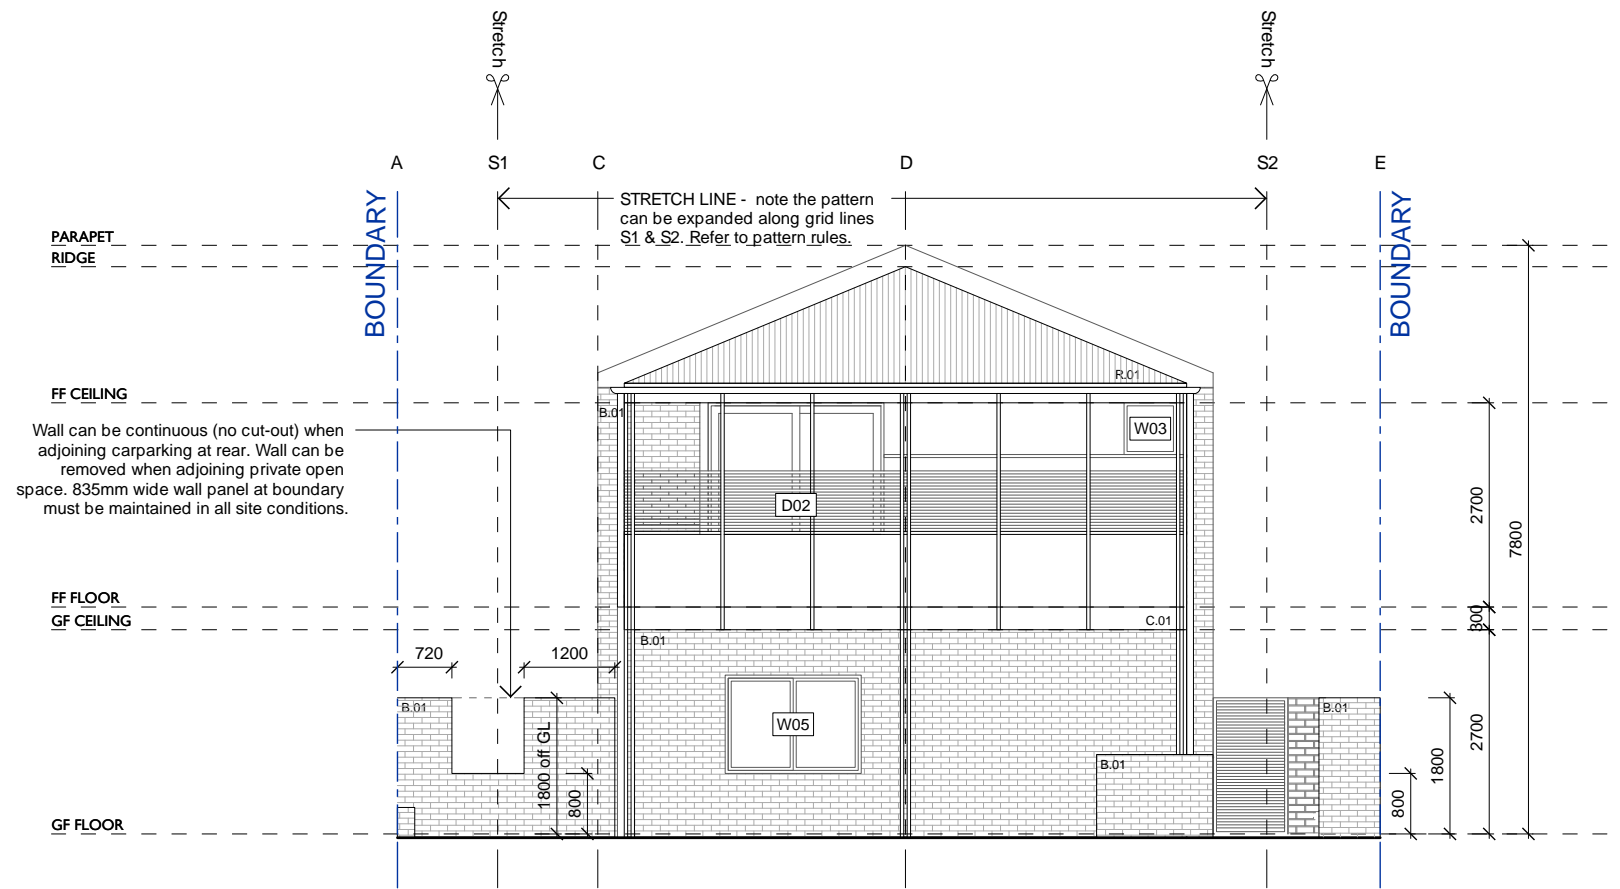 Stretch
Stretch
A
S1
C
D
S2
E
BOUNDARY
BOUNDARY
STRETCH LINE - note the pattern
can be expanded along grid lines
S1 & S2. Refer to pattern rules.
PARAPET
RIDGE
R.01
FF CEILING
B.01
W03
Wall can be continuous (no cut-out) when
adjoining carparking at rear. Wall can be
removed when adjoining private open
space. 835mm wide wall panel at boundary
must be maintained in all site conditions.
D02
2700
7800
FF FLOOR
GF CEILING
300
C.01
B.01
720
1200
B.01
W05
B.01
B.01
1800 off GL
800
2700
1800
800
GF FLOOR